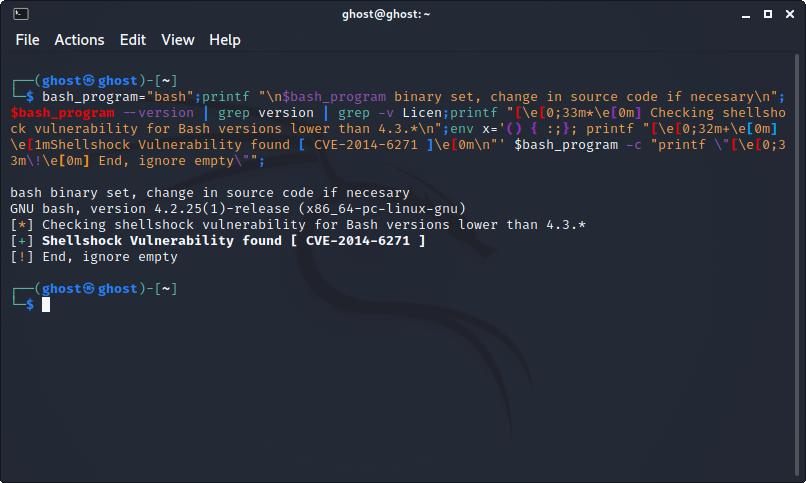 ghost@ghost: ~
File Actions Edit View Help
┌──(ghost㉿ghost)-[~]
└─$ bash_program="bash";printf "\n$bash_program binary set, change in source code if necesary\n";
$bash_program --version | grep version | grep -v Licen;printf "[\e[0;33m*\e[0m] Checking shellsho
ck vulnerability for Bash versions lower than 4.3.*\n";env x='() { :;}; printf "[\e[0;32m+\e[0m]
\e[1mShellshock Vulnerability found [ CVE-2014-6271 ]\e[0m\n"' $bash_program -c "printf \"[\e[0;3
3m\!\e[0m] End, ignore empty\"";
bash binary set, change in source code if necesary
GNU bash, version 4.2.25(1)-release (x86_64-pc-linux-gnu)
[*] Checking shellshock vulnerability for Bash versions lower than 4.3.*
[+] Shellshock Vulnerability found [ CVE-2014-6271 ]
[!] End, ignore empty
┌──(ghost㉿ghost)-[~]
└─$